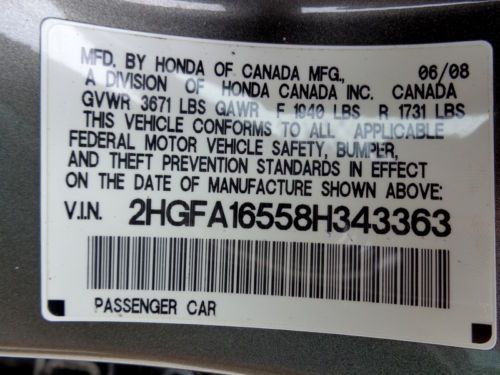 MFD. BY HONDA OF CANADA MFG., 06/08
A DIVISION OF HONDA CANADA INC. CANADA
GVWR 3671 LBS GAWR F 1940 LBS R 1731 LBS
THIS VEHICLE CONFORMS TO ALL APPLICABLE
FEDERAL MOTOR VEHICLE SAFETY, BUMPER,
AND THEFT PREVENTION STANDARDS IN EFFECT
ON THE DATE OF MANUFACTURE SHOWN ABOVE.
V.I.N. 2HGFA16558H343363
PASSENGER CAR